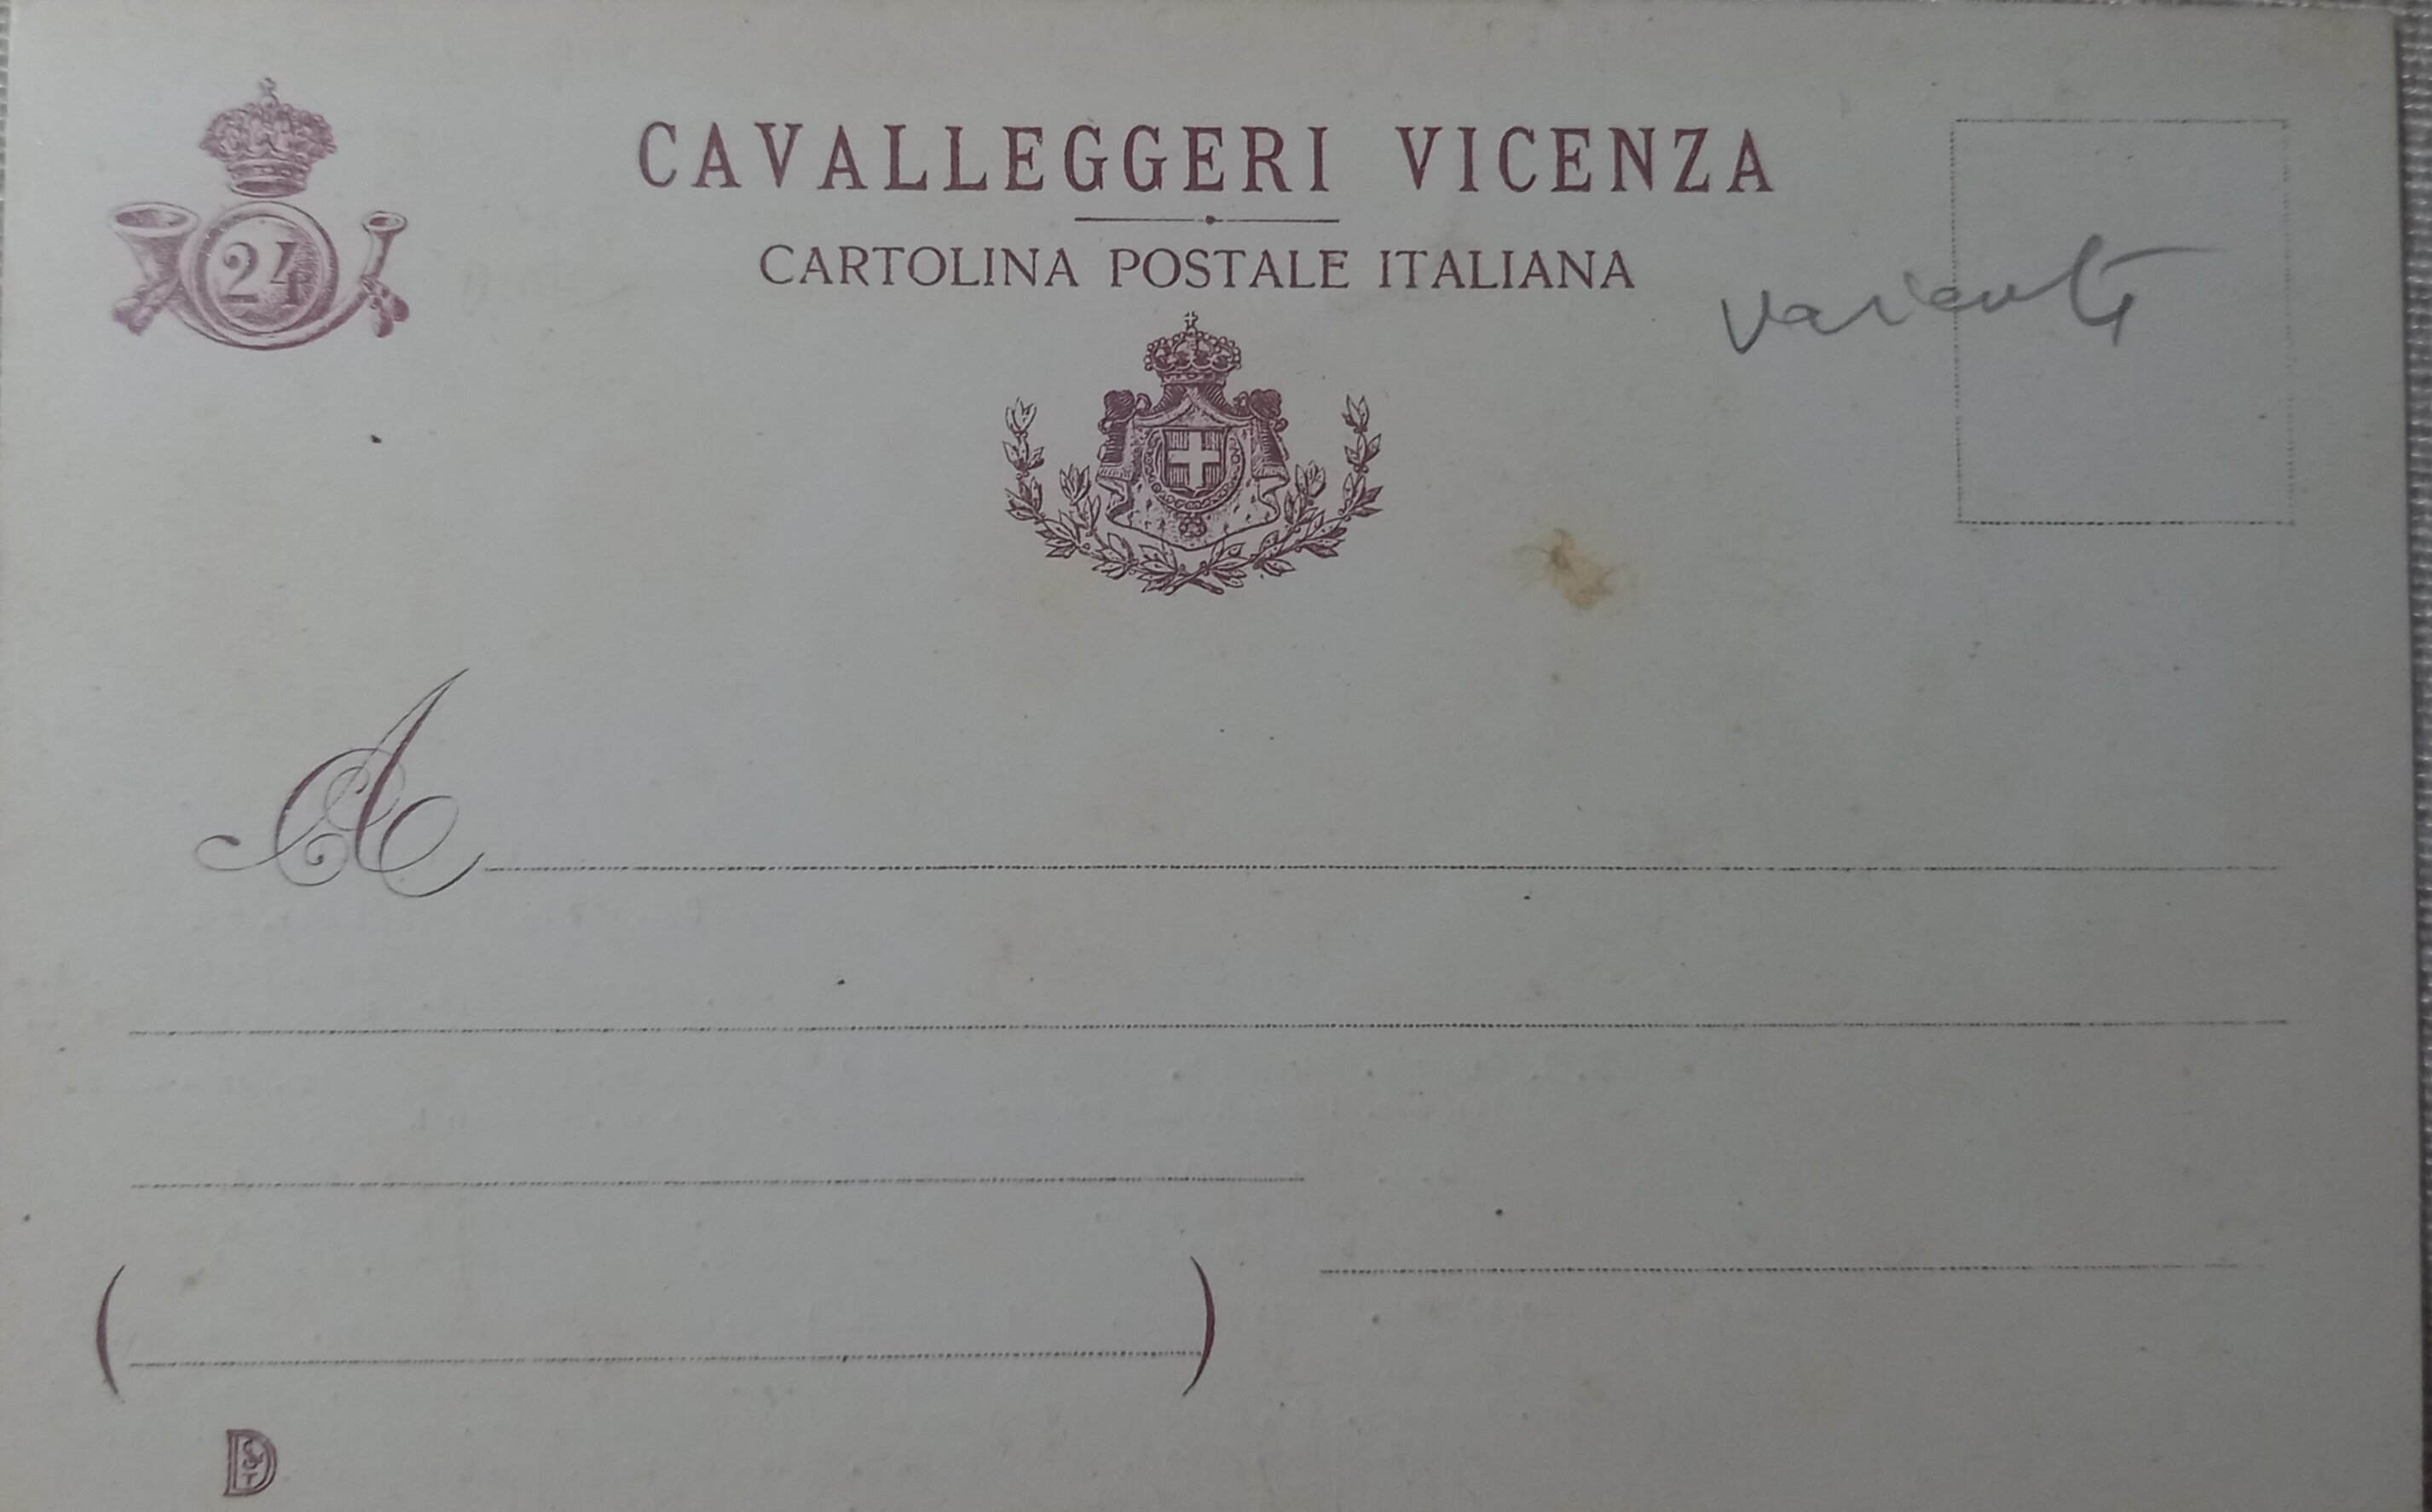 CAVALLEGGERI VICENZA
24
CARTOLINA POSTALE ITALIANA
A
( )
D